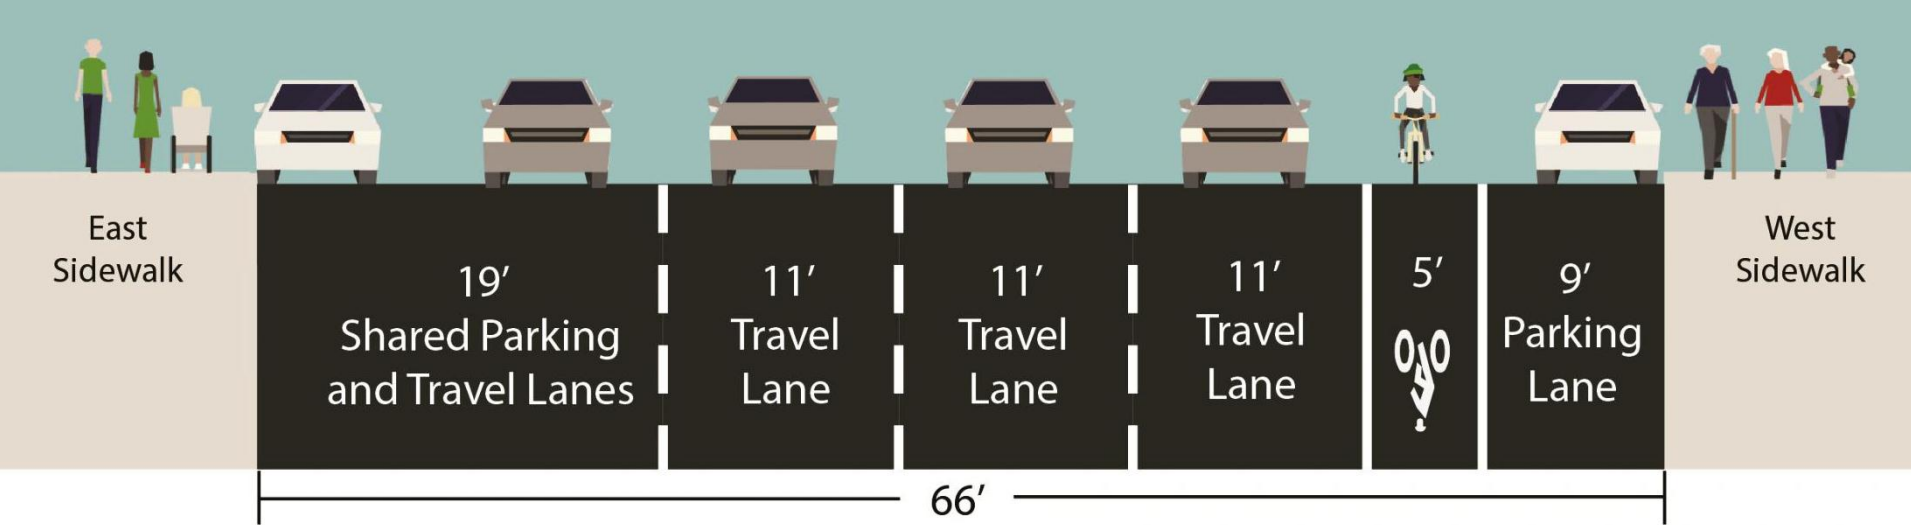 East
Sidewalk
19′
Shared Parking
and Travel Lanes
11′
Travel
Lane
11′
Travel
Lane
11′
Travel
Lane
5′
9′
Parking
Lane
West
Sidewalk
66′